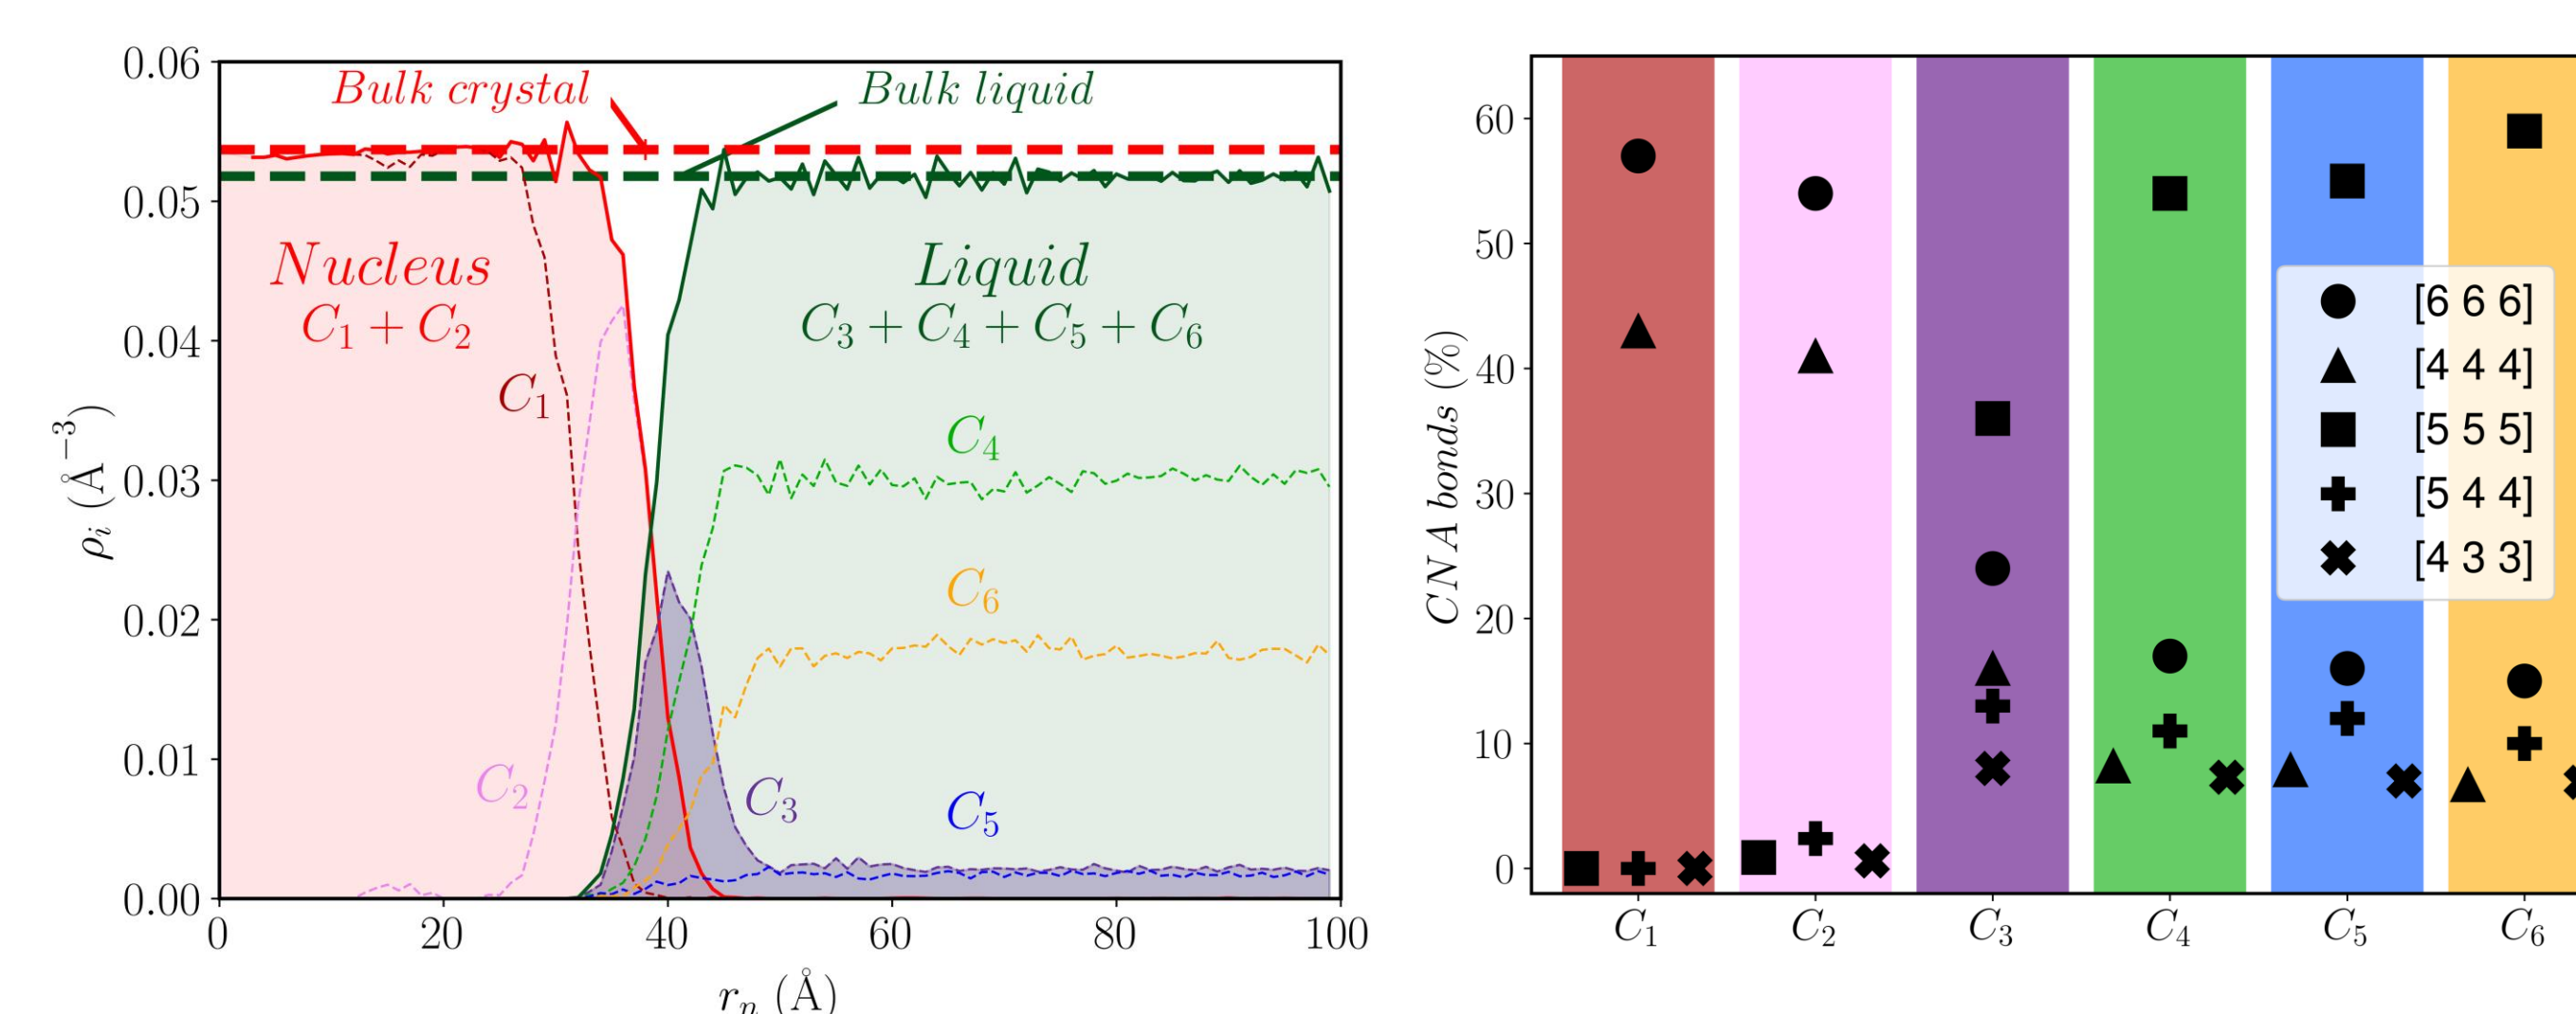 0.06
0.05
0.04
0.03
0.02
0.01
0.00
ρᵢ (Å⁻³)
Bulk crystal
Bulk liquid
Nucleus
C₁ + C₂
Liquid
C₃ + C₄ + C₅ + C₆
C₁
C₂
C₃
C₄
C₆
C₅
0 20 40 60 80 100
rₙ (Å)
60
50
40
30
20
10
0
CNA bonds (%)
[6 6 6]
[4 4 4]
[5 5 5]
[5 4 4]
[4 3 3]
C₁ C₂ C₃ C₄ C₅ C₆